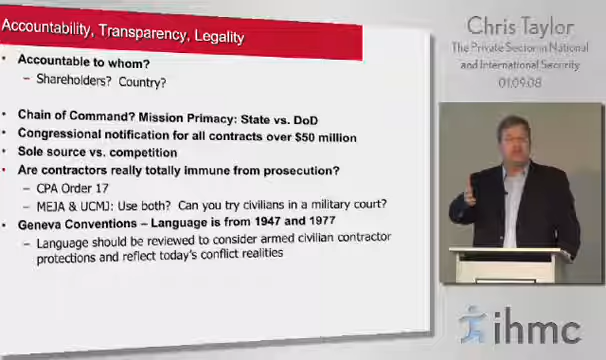 Accountability, Transparency, Legality
• Accountable to whom?
– Shareholders? Country?
• Chain of Command? Mission Primacy: State vs. DoD
• Congressional notification for all contracts over $50 million
• Sole source vs. competition
• Are contractors really totally immune from prosecution?
– CPA Order 17
– MEJA & UCMJ: Use both? Can you try civilians in a military court?
• Geneva Conventions – Language is from 1947 and 1977
– Language should be reviewed to consider armed civilian contractor
protections and reflect today's conflict realities
Chris Taylor
The Private Sector in National
and International Security
01.09.08
ihmc